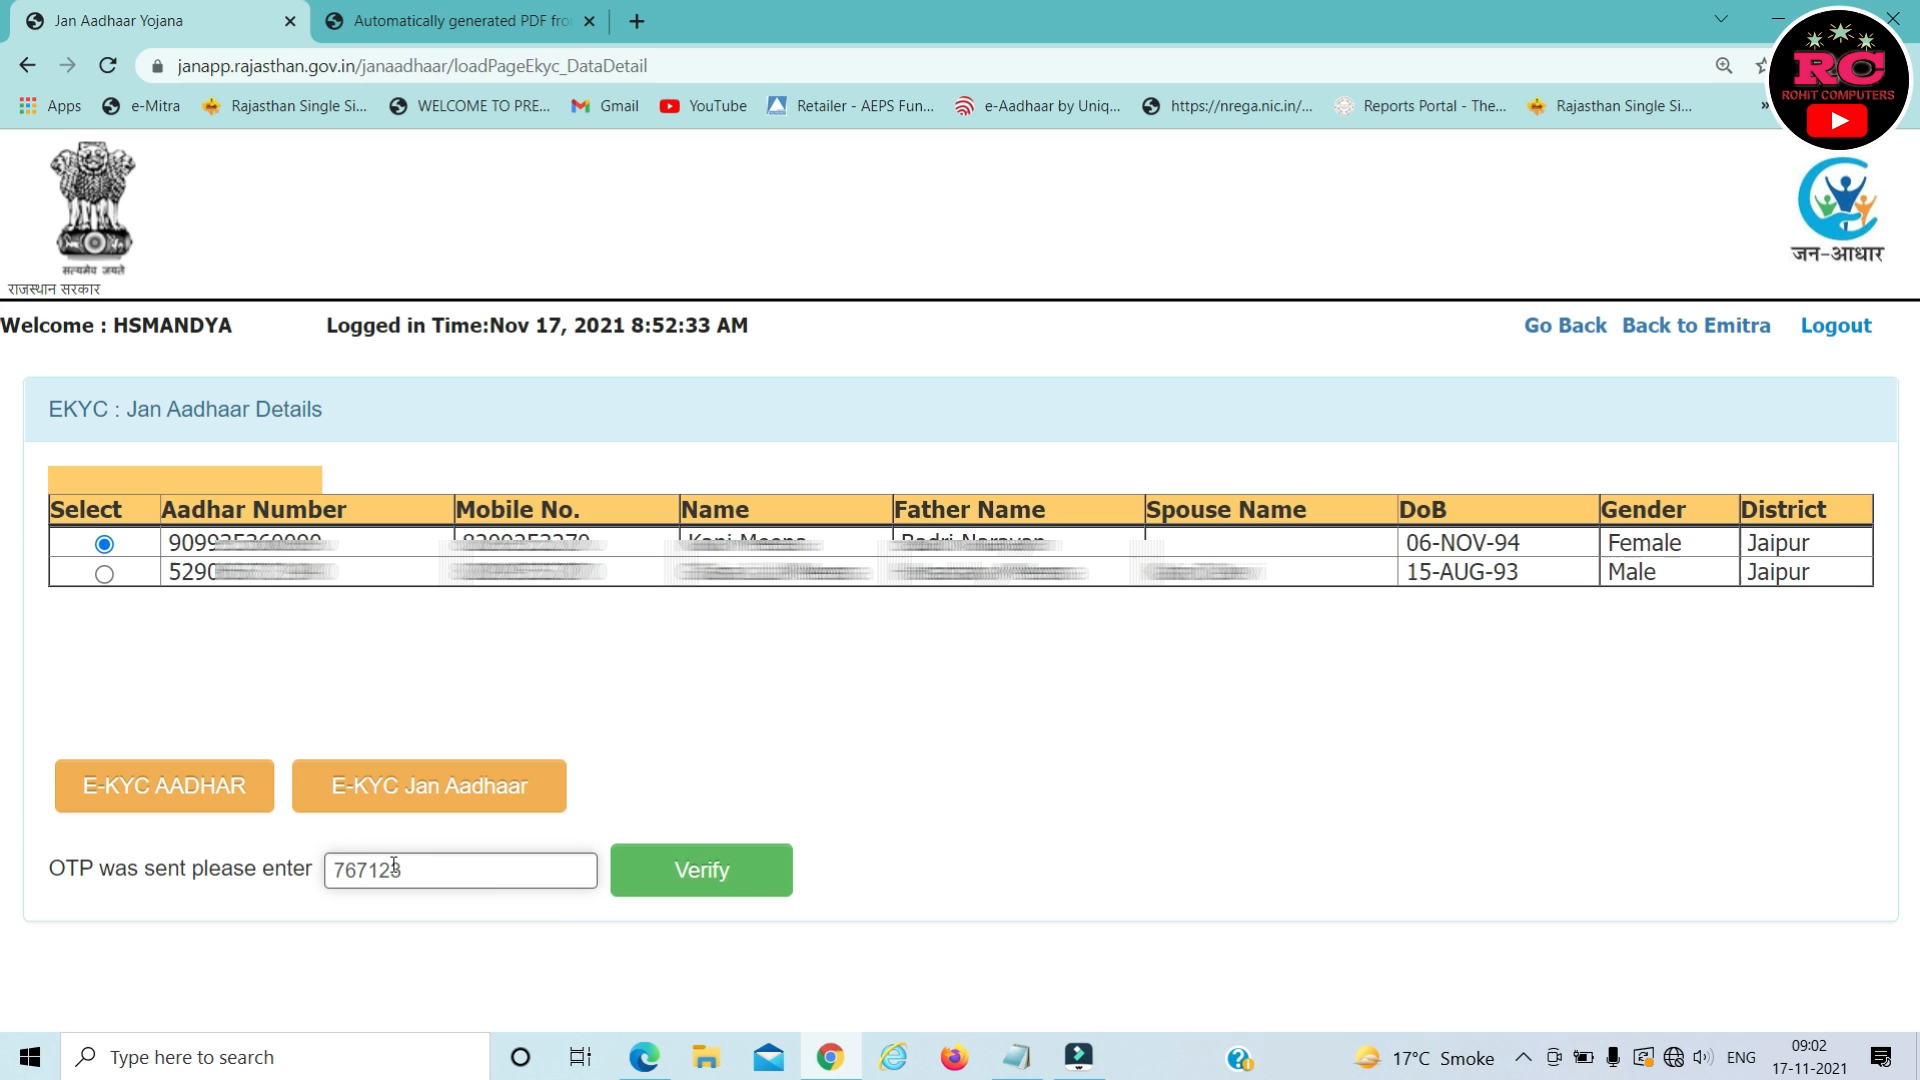 Jan Aadhaar Yojana
Automatically generated PDF fro
janapp.rajasthan.gov.in/janaadhaar/loadPageEkyc_DataDetail
Apps e-Mitra Rajasthan Single Si... WELCOME TO PRE... Gmail YouTube Retailer - AEPS Fun... e-Aadhaar by Uniq... https://nrega.nic.in/... Reports Portal - The... Rajasthan Single Si... »
RC
ROHIT COMPUTERS
सत्यमेव जयते
राजस्थान सरकार
जन-आधार
Welcome : HSMANDYA Logged in Time:Nov 17, 2021 8:52:33 AM Go Back Back to Emitra Logout
EKYC : Jan Aadhaar Details
Select Aadhar Number Mobile No. Name Father Name Spouse Name DoB Gender District
9099 06-NOV-94 Female Jaipur
5290 15-AUG-93 Male Jaipur
E-KYC AADHAR E-KYC Jan Aadhaar
OTP was sent please enter 767123 Verify
Type here to search
17°C Smoke ENG 09:02
17-11-2021